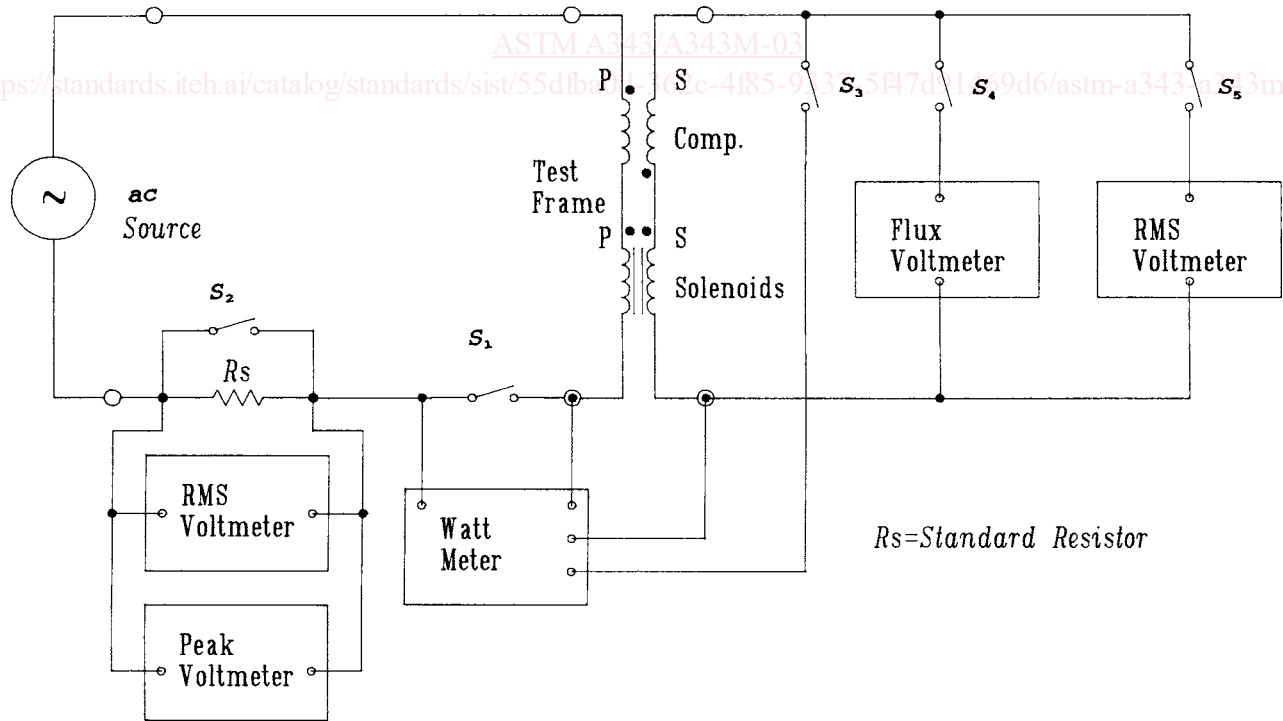 ASTM A343/A343M-03
P S S₃ S₄ S₅
Comp.
ac
Source
Test
Frame
P S
Solenoids
Flux
Voltmeter
RMS
Voltmeter
S₂
S₁
Rs
RMS
Voltmeter
Watt
Meter
Rs=Standard Resistor
Peak
Voltmeter